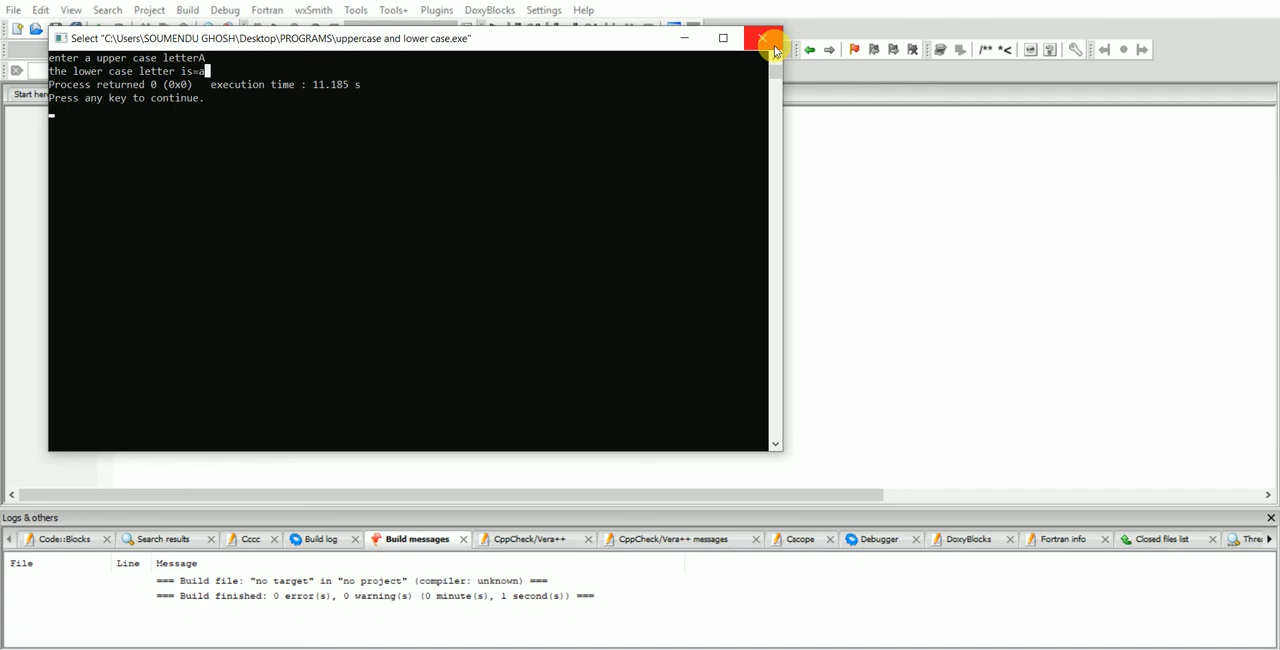 File Edit View Search Project Build Debug Fortran wxSmith Tools Tools+ Plugins DoxyBlocks Settings Help
Select "C:\Users\SOUMENDU GHOSH\Desktop\PROGRAMS\uppercase and lower case.exe"
enter a upper case letterA
the lower case letter is=a
Process returned 0 (0x0) execution time : 11.185 s
Press any key to continue.
/** *<
Start her
Logs & others
Code::Blocks Search results Cccc Build log Build messages CppCheck/Vera++ CppCheck/Vera++ messages Cscope Debugger DoxyBlocks Fortran info Closed files list Thre
File Line Message
=== Build file: "no target" in "no project" (compiler: unknown) ===
=== Build finished: 0 error(s), 0 warning(s) (0 minute(s), 1 second(s)) ===